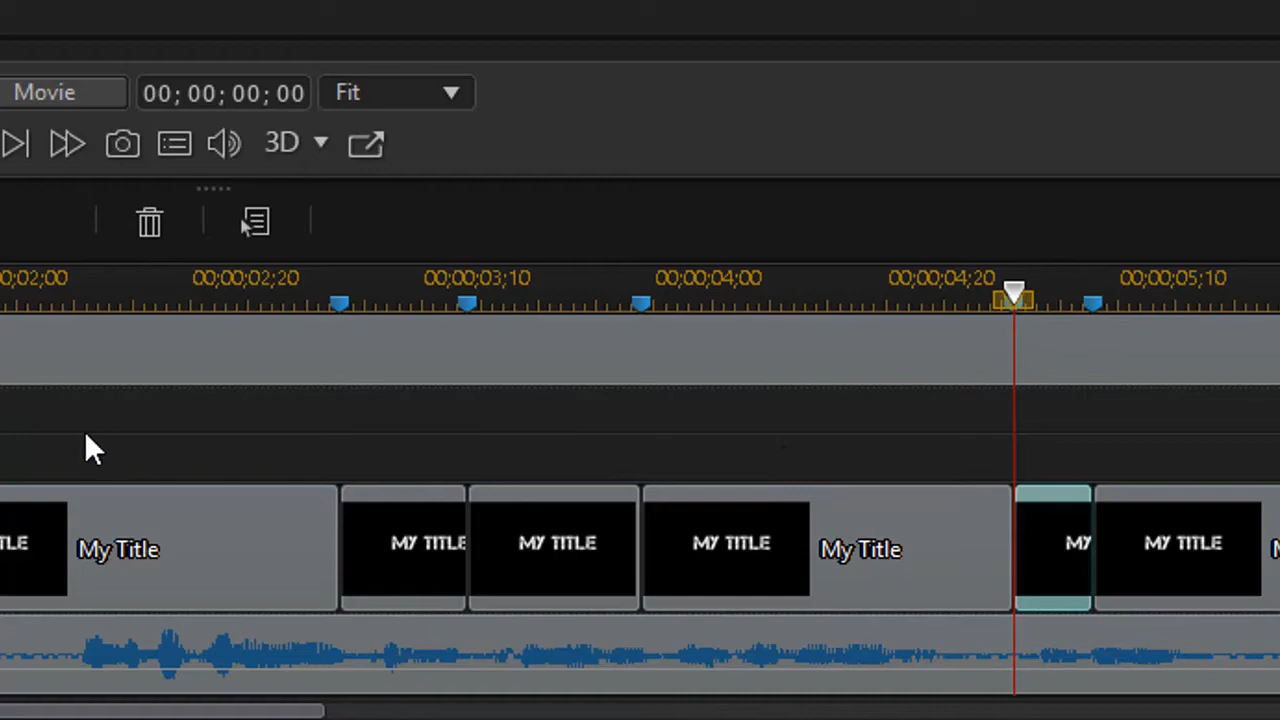 Movie 00; 00; 00; 00 Fit
3D
0;02;00 00;00;02;20 00;00;03;10 00;00;04;00 00;00;04;20 00;00;05;10
TLE My Title MY TITLE MY TITLE MY TITLE My Title MY MY TITLE M